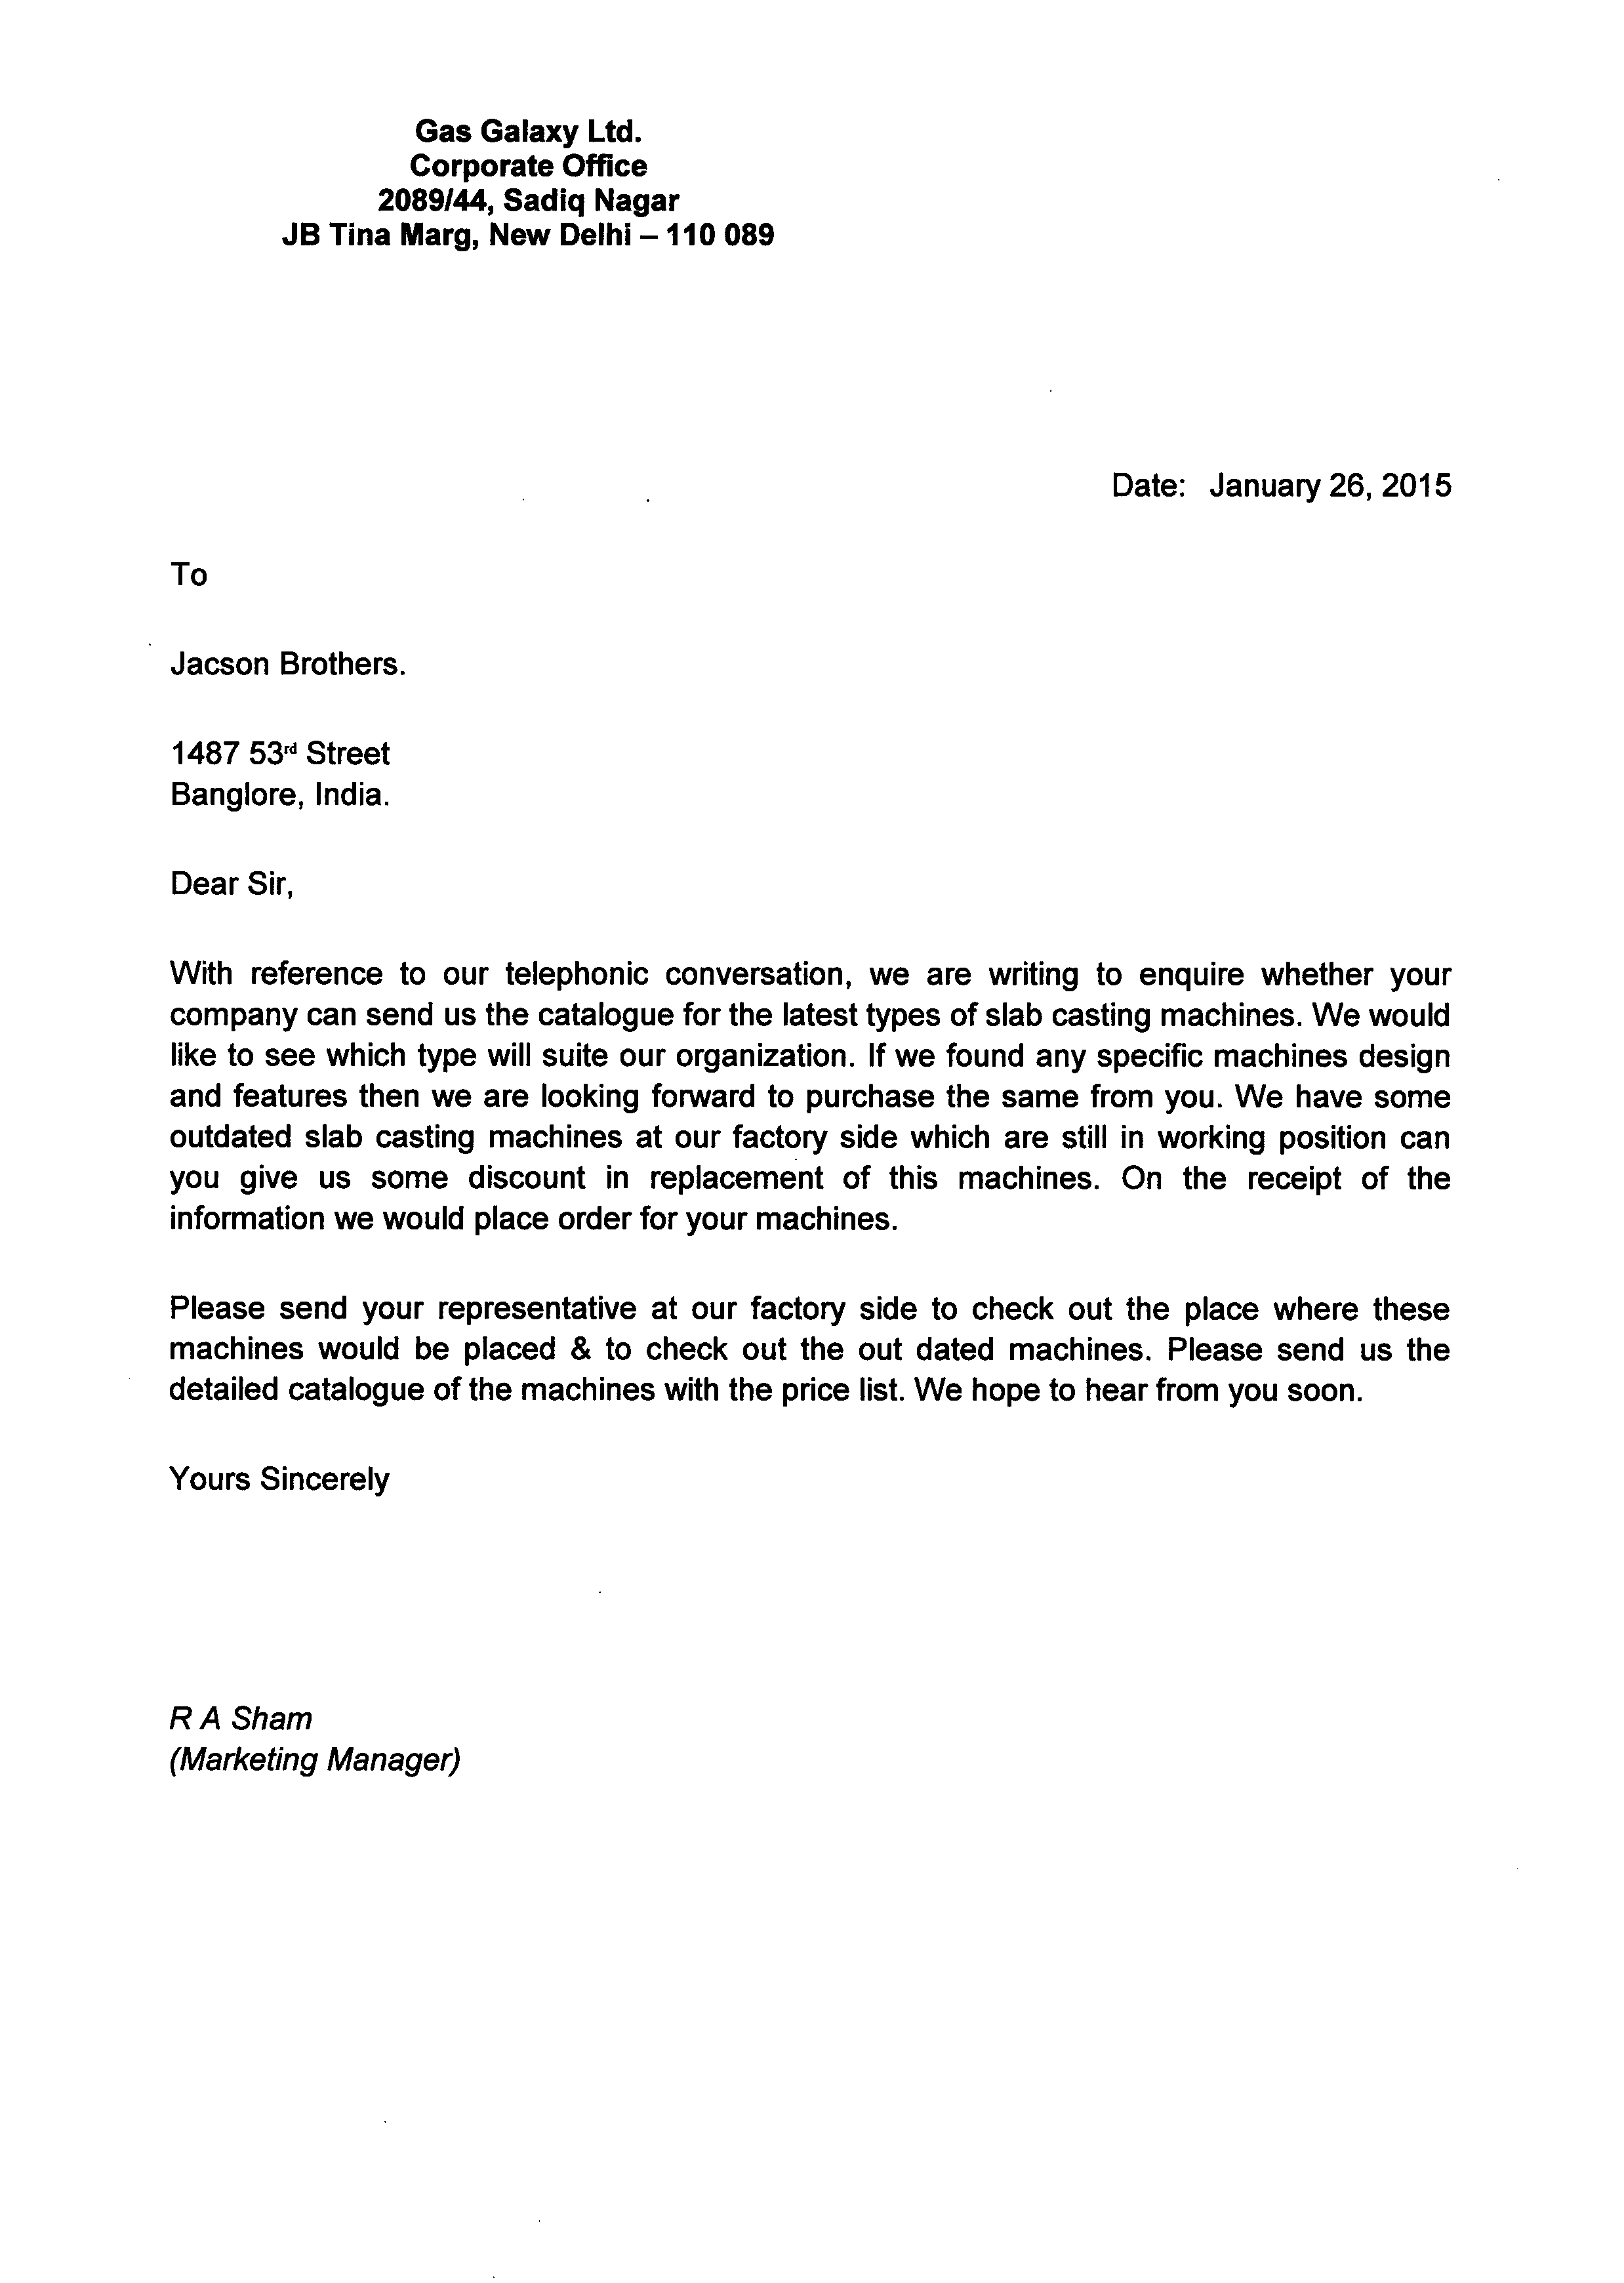 Gas Galaxy Ltd.
Corporate Office
2089/44, Sadiq Nagar
JB Tina Marg, New Delhi – 110 089
Date: January 26, 2015
To
Jacson Brothers.
1487 53rd Street
Banglore, India.
Dear Sir,
With reference to our telephonic conversation, we are writing to enquire whether your
company can send us the catalogue for the latest types of slab casting machines. We would
like to see which type will suite our organization. If we found any specific machines design
and features then we are looking forward to purchase the same from you. We have some
outdated slab casting machines at our factory side which are still in working position can
you give us some discount in replacement of this machines. On the receipt of the
information we would place order for your machines.
Please send your representative at our factory side to check out the place where these
machines would be placed & to check out the out dated machines. Please send us the
detailed catalogue of the machines with the price list. We hope to hear from you soon.
Yours Sincerely
R A Sham
(Marketing Manager)